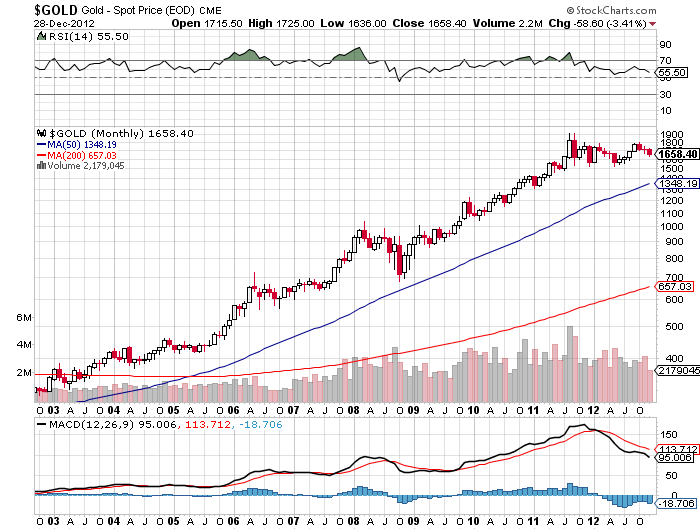 $GOLD Gold - Spot Price (EOD) CME © StockCharts.com
28-Dec-2012 Open 1715.50 High 1725.00 Low 1636.00 Close 1658.40 Volume 2.2M Chg -58.60 (-3.41%)
RSI(14) 55.50
90
70
55.50
30
10
$GOLD (Monthly) 1658.40
MA(50) 1348.19
MA(200) 657.03
Volume 2,179,045
1900
1800
1658.40
1500
1400
1348.19
1200
1100
1000
900
800
700
657.03
600
500
400
6M
4M
2M
2179045
O 03 A J O 04 A J O 05 A J O 06 A J O 07 A J O 08 A J O 09 A J O 10 A J O 11 A J O 12 A J O
MACD(12,26,9) 95.006, 113.712, -18.706
150
113.712
95.006
50
0
-18.706
O 03 A J O 04 A J O 05 A J O 06 A J O 07 A J O 08 A J O 09 A J O 10 A J O 11 A J O 12 A J O